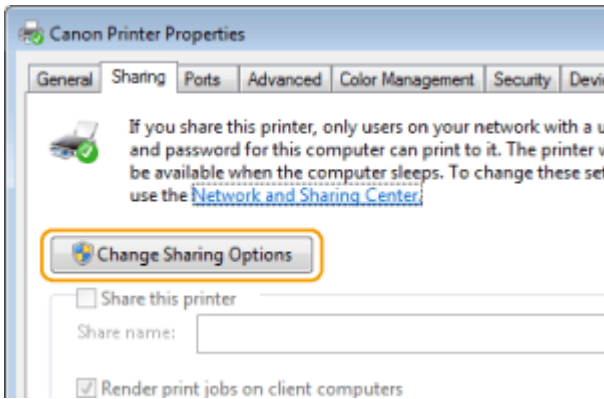 Canon Printer Properties
General Sharing Ports Advanced Color Management Security
If you share this printer, only users on your network with a
and password for this computer can print to it. The printer
be available when the computer sleeps. To change these
use the Network and Sharing Center.
Change Sharing Options
Share this printer
Share name:
Render print jobs on client computers